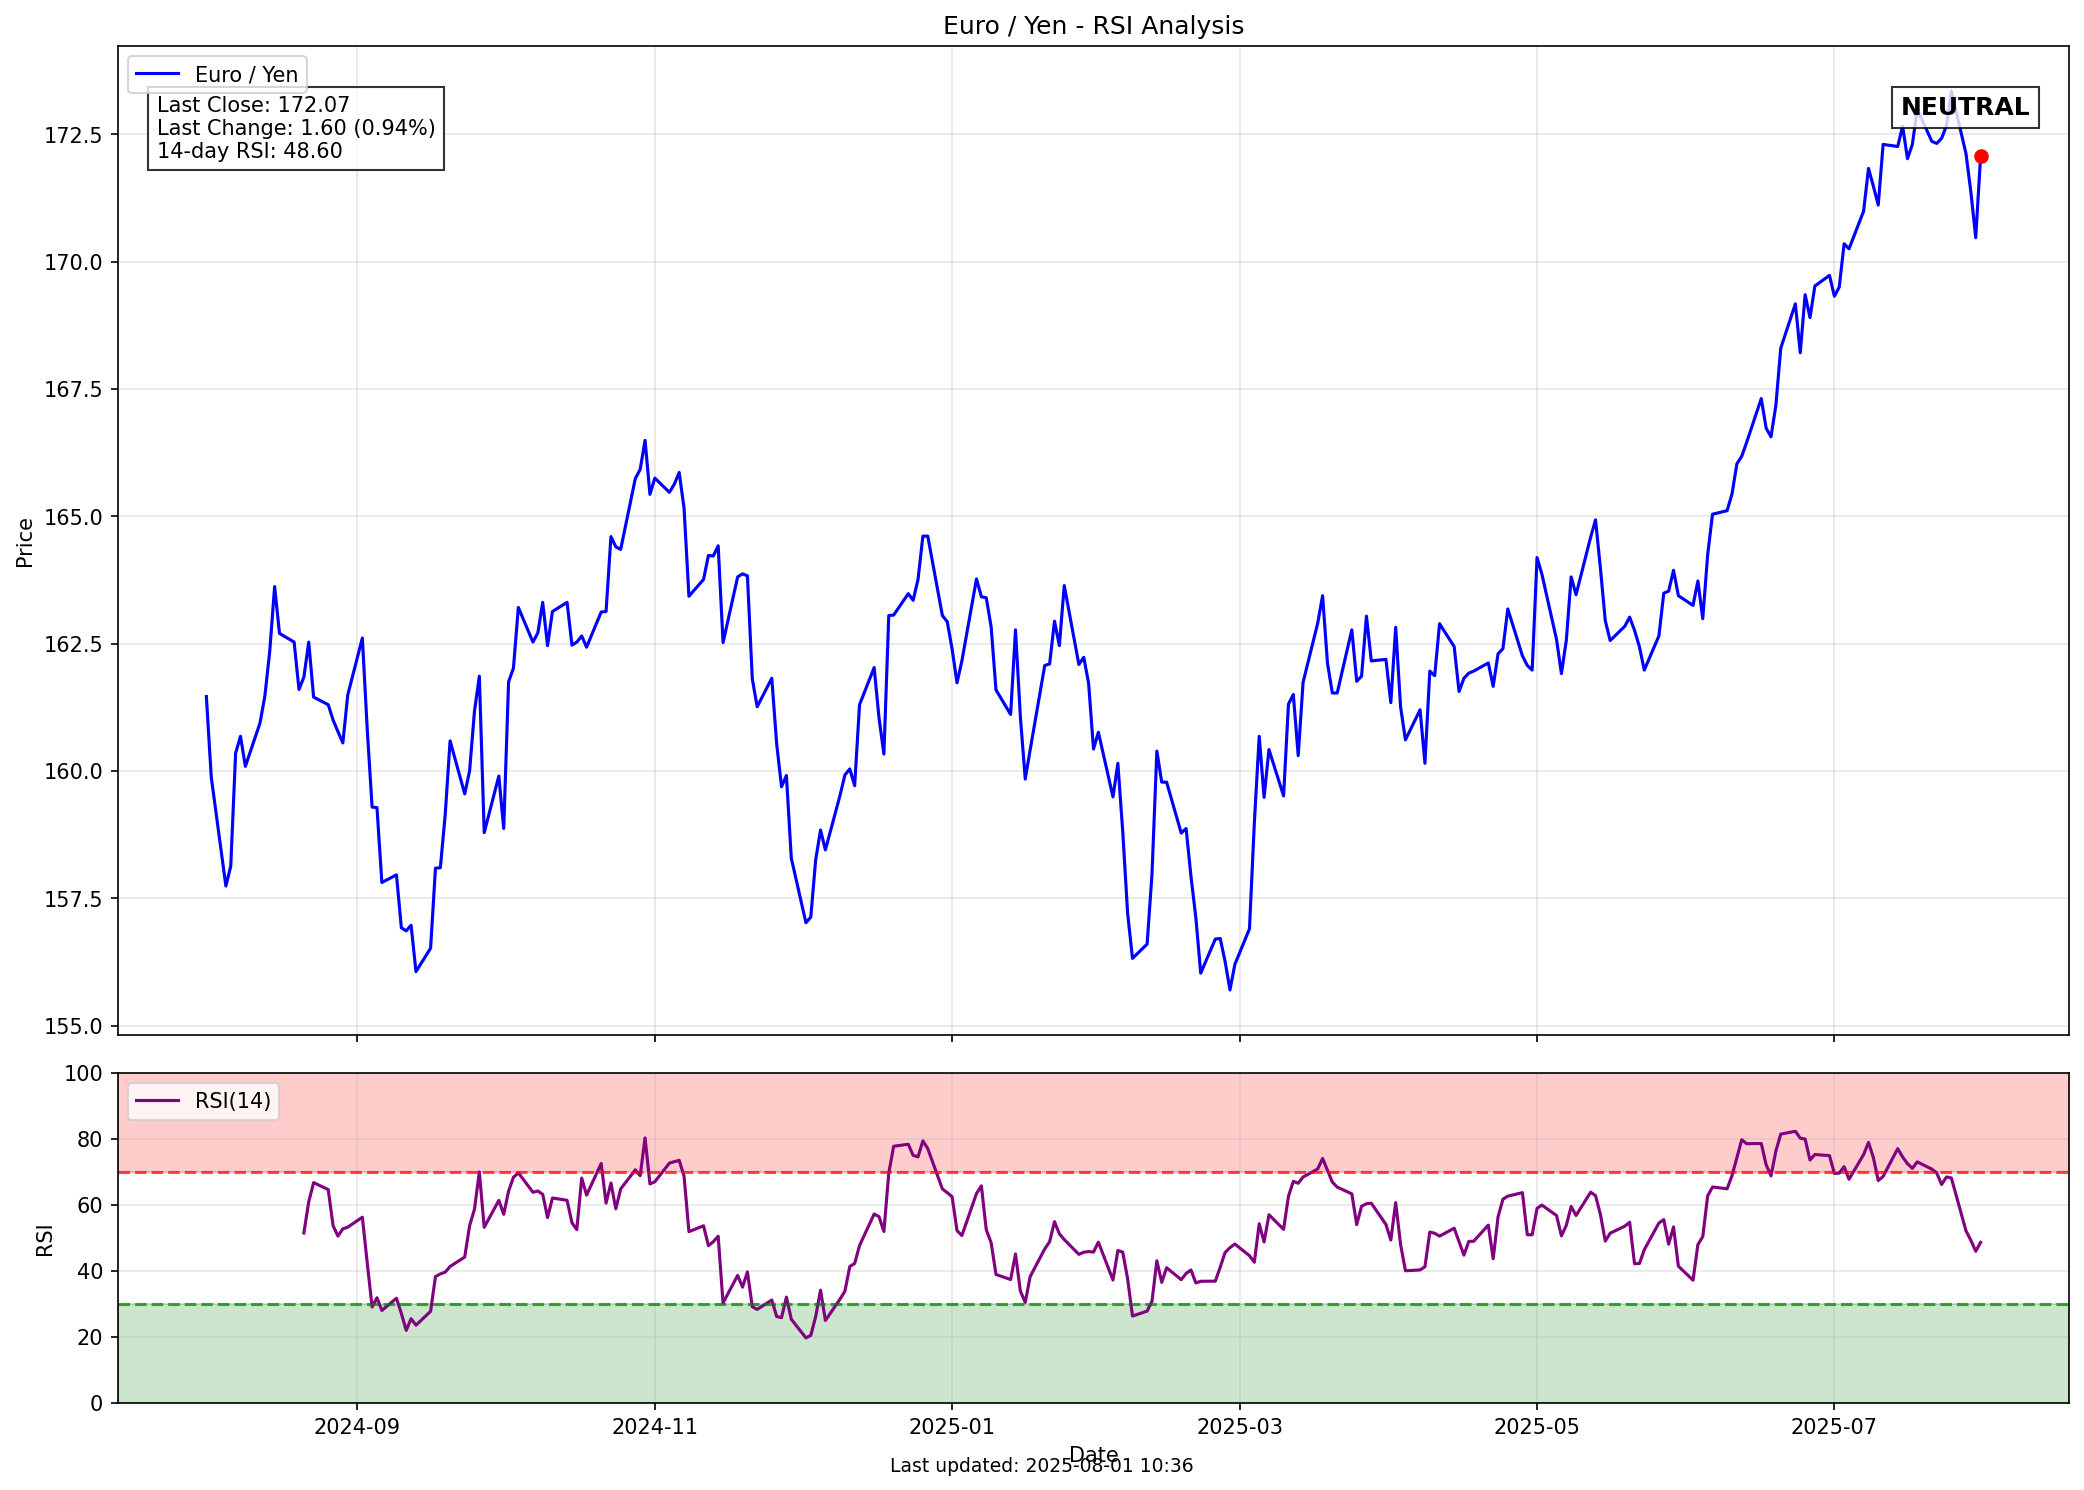 Euro / Yen - RSI Analysis
Euro / Yen
Last Close: 172.07
Last Change: 1.60 (0.94%)
14-day RSI: 48.60
NEUTRAL
Price
172.5
170.0
167.5
165.0
162.5
160.0
157.5
155.0
RSI(14)
RSI
100
80
60
40
20
0
2024-09
2024-11
2025-01
2025-03
2025-05
2025-07
Date
Last updated: 2025-08-01 10:36